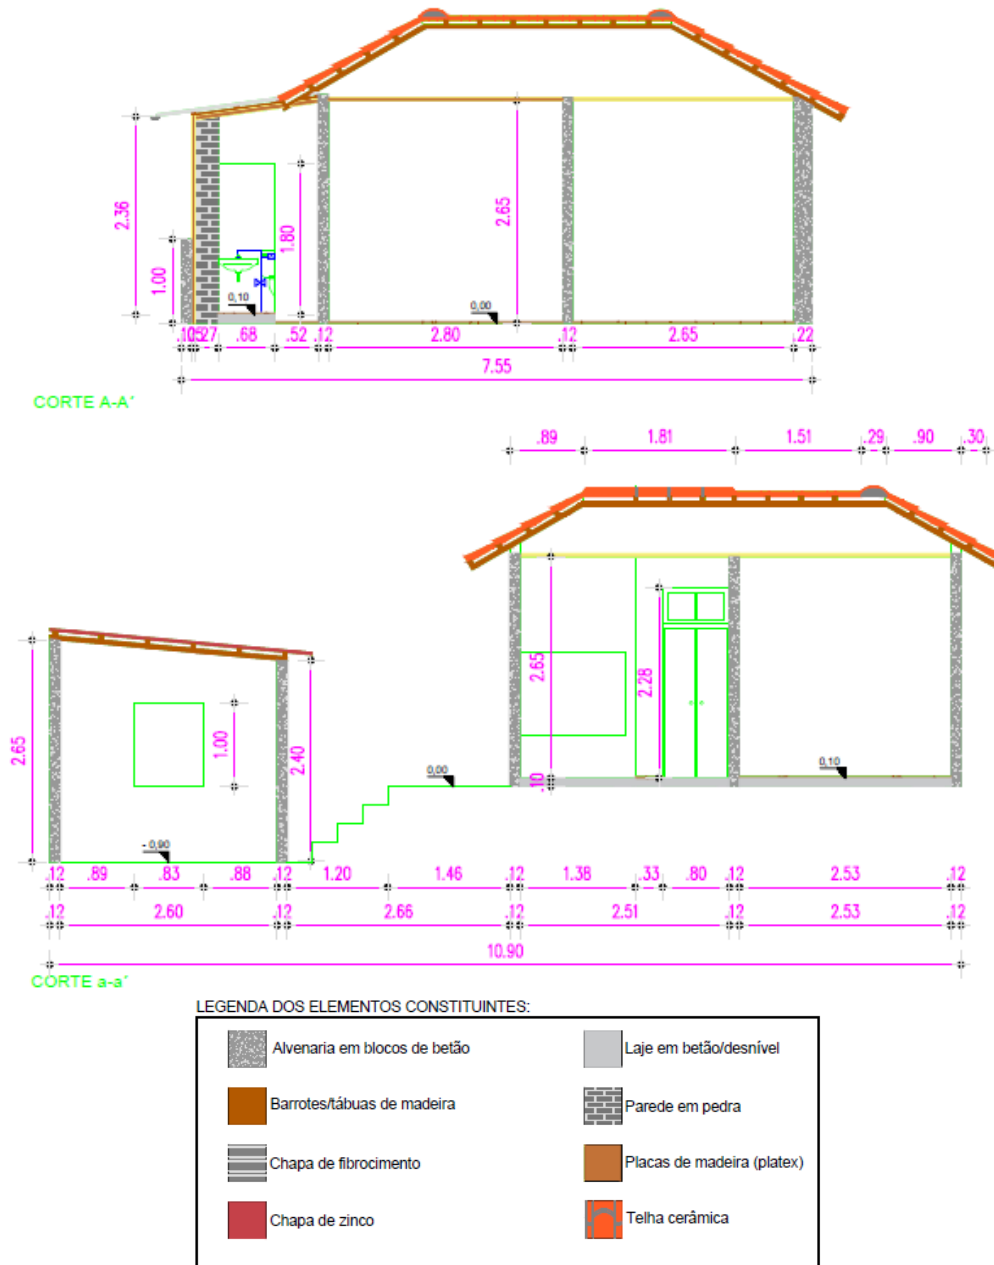 2.36
1.00
1.80
2.65
0,10
0,00
.10 .05 .27 .68 .52 .12 2.80 .12 2.65 .22
7.55
CORTE A-A'
.89 1.81 1.51 .29 .90 .30
2.65
1.00
2.40
2.65
2.28
.10
0,00
0,10
- 0,90
.12 .89 .83 .88 .12 1.20 1.46 .12 1.38 .33 .80 .12 2.53 .12
.12 2.60 .12 2.66 .12 2.51 .12 2.53 .12
10.90
CORTE a-a'
LEGENDA DOS ELEMENTOS CONSTITUINTES:
Alvenaria em blocos de betão
Laje em betão/desnível
Barrotes/tábuas de madeira
Parede em pedra
Chapa de fibrocimento
Placas de madeira (platex)
Chapa de zinco
Telha cerâmica